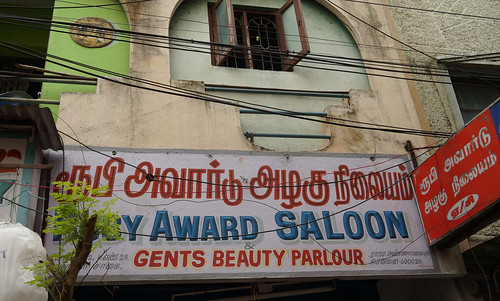 ரூபி அவார்டு அழகு நிலையம்
AWARD SALOON
&
GENTS BEAUTY PARLOUR
ரூபி அவார்டு
அழகு நிலையம்